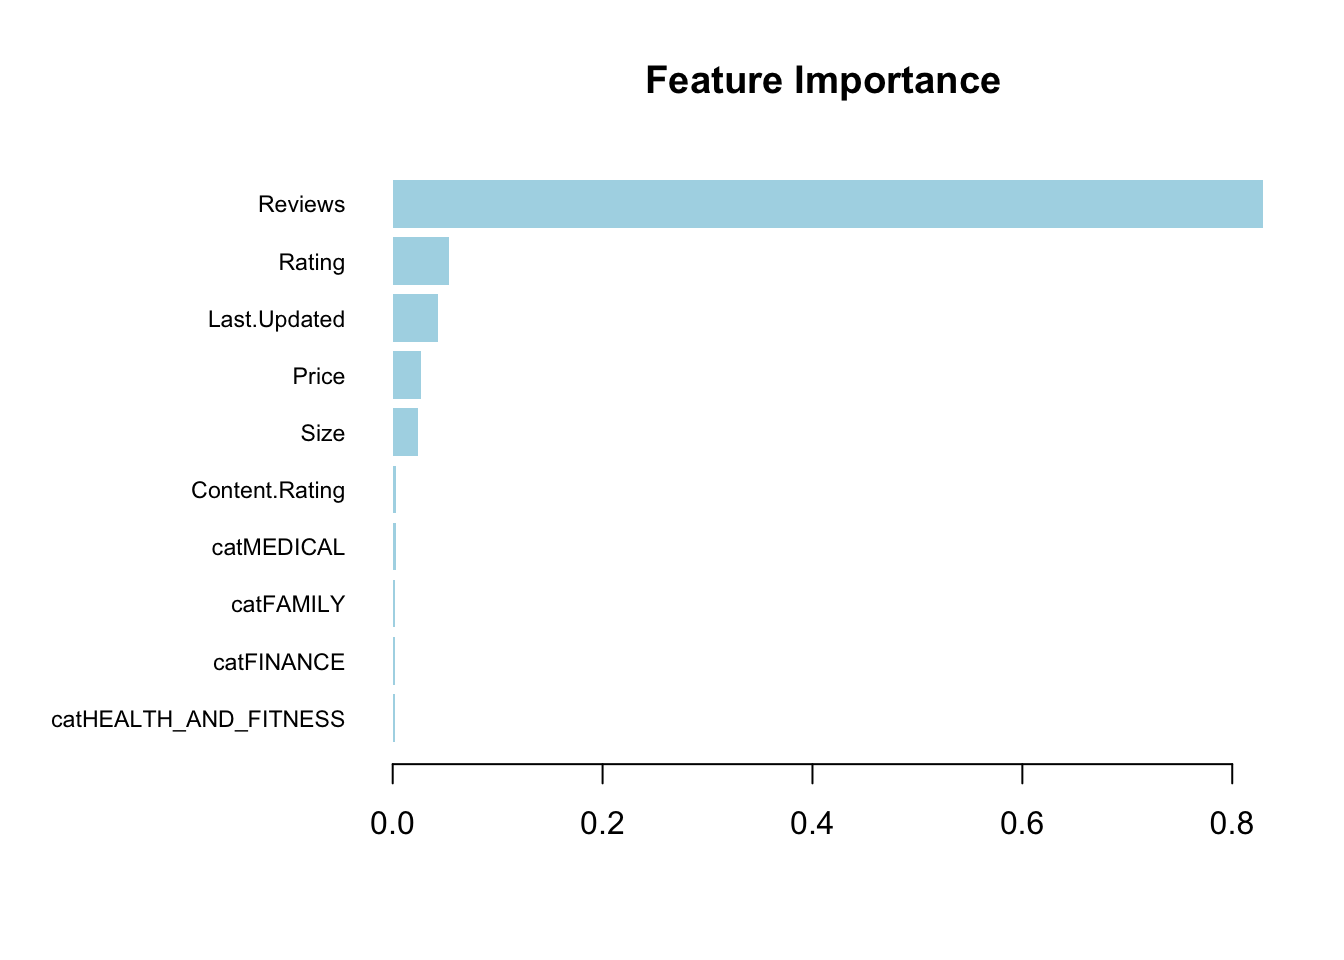 Feature Importance
Reviews
Rating
Last.Updated
Price
Size
Content.Rating
catMEDICAL
catFAMILY
catFINANCE
catHEALTH_AND_FITNESS
0.0 0.2 0.4 0.6 0.8